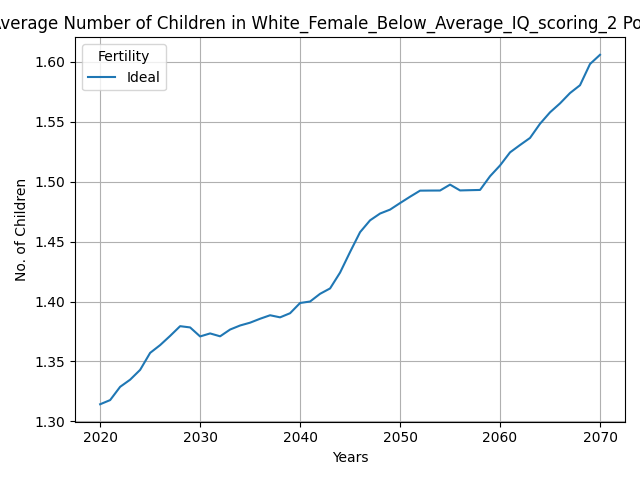 Average Number of Children in White_Female_Below_Average_IQ_scoring_2 Po
Fertility
Ideal
No. of Children
1.60
1.55
1.50
1.45
1.40
1.35
1.30
2020 2030 2040 2050 2060 2070
Years